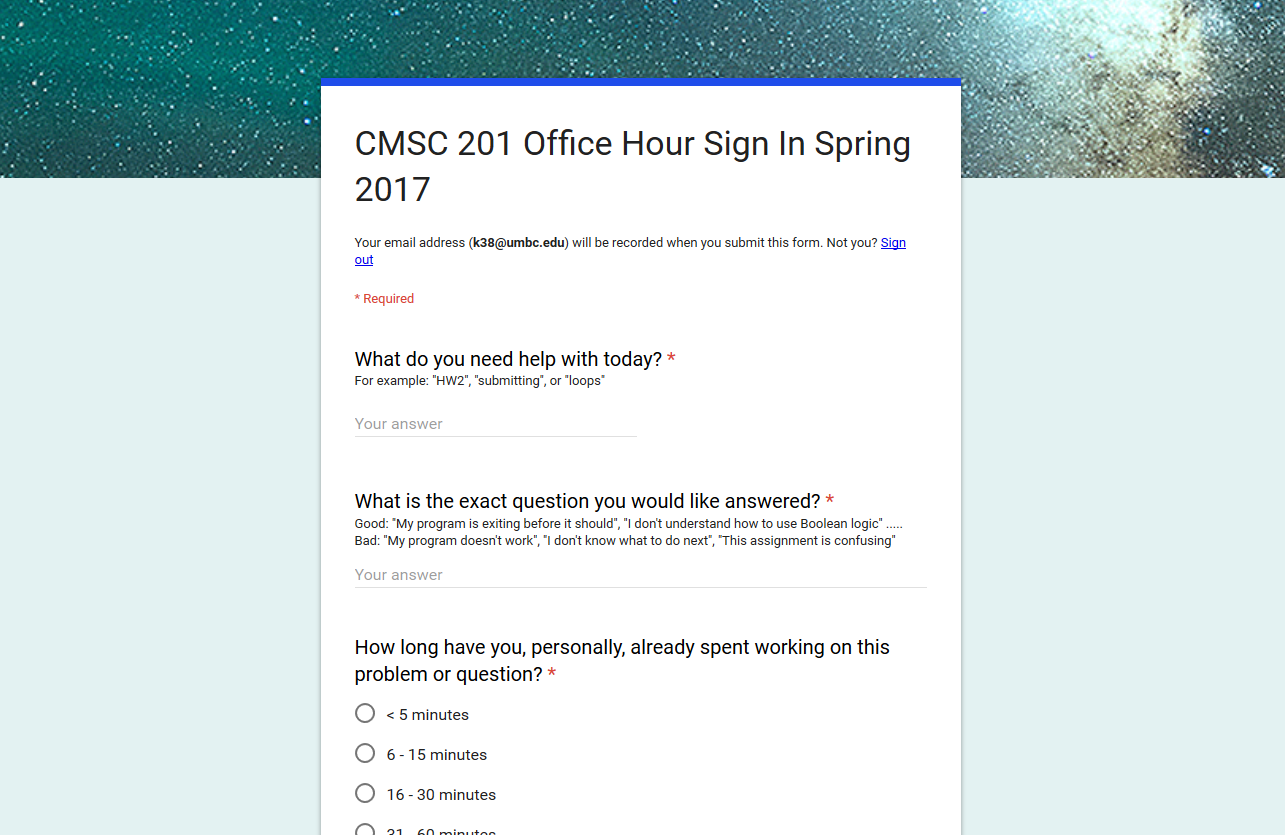 CMSC 201 Office Hour Sign In Spring
2017
Your email address (k38@umbc.edu) will be recorded when you submit this form. Not you? Sign
out
* Required
What do you need help with today? *
For example: "HW2", "submitting", or "loops"
Your answer
What is the exact question you would like answered? *
Good: "My program is exiting before it should", "I don't understand how to use Boolean logic" .....
Bad: "My program doesn't work", "I don't know what to do next", "This assignment is confusing"
Your answer
How long have you, personally, already spent working on this
problem or question? *
< 5 minutes
6 - 15 minutes
16 - 30 minutes
31 - 60 minutes